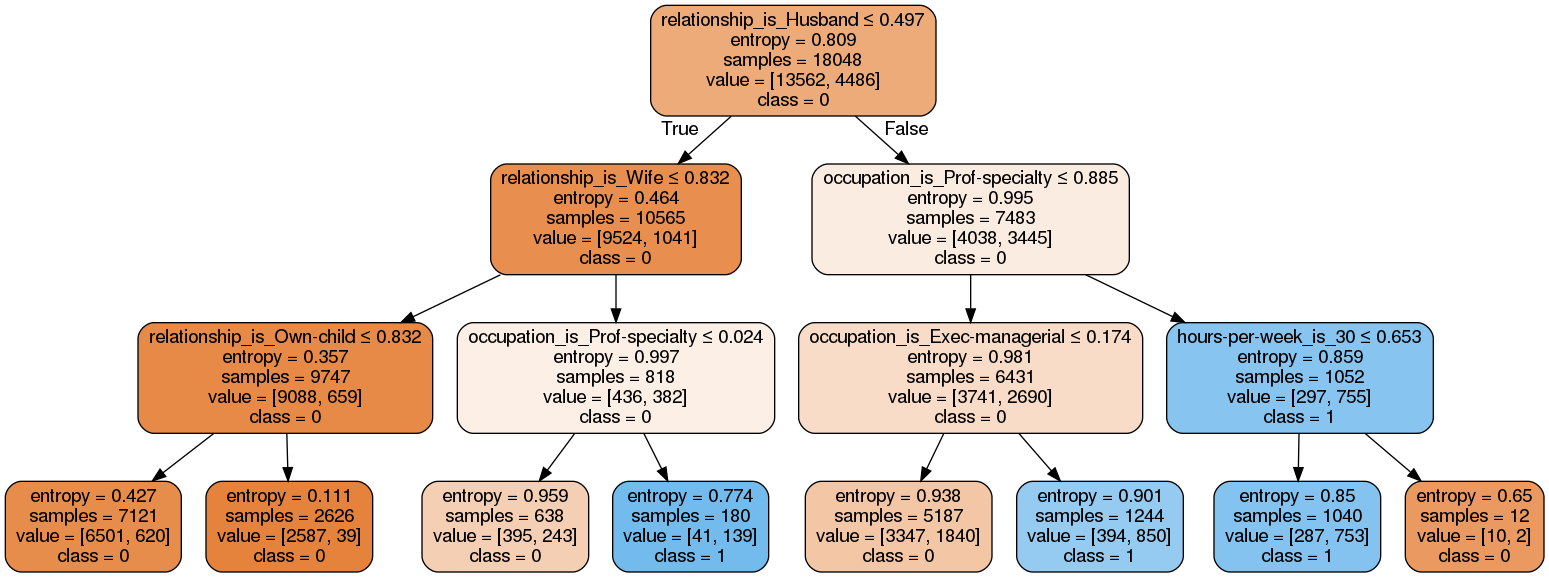 relationship_is_Husband ≤ 0.497
entropy = 0.809
samples = 18048
value = [13562, 4486]
class = 0
True
False
relationship_is_Wife ≤ 0.832
entropy = 0.464
samples = 10565
value = [9524, 1041]
class = 0
occupation_is_Prof-specialty ≤ 0.885
entropy = 0.995
samples = 7483
value = [4038, 3445]
class = 0
relationship_is_Own-child ≤ 0.832
entropy = 0.357
samples = 9747
value = [9088, 659]
class = 0
occupation_is_Prof-specialty ≤ 0.024
entropy = 0.997
samples = 818
value = [436, 382]
class = 0
occupation_is_Exec-managerial ≤ 0.174
entropy = 0.981
samples = 6431
value = [3741, 2690]
class = 0
hours-per-week_is_30 ≤ 0.653
entropy = 0.859
samples = 1052
value = [297, 755]
class = 1
entropy = 0.427
samples = 7121
value = [6501, 620]
class = 0
entropy = 0.111
samples = 2626
value = [2587, 39]
class = 0
entropy = 0.959
samples = 638
value = [395, 243]
class = 0
entropy = 0.774
samples = 180
value = [41, 139]
class = 1
entropy = 0.938
samples = 5187
value = [3347, 1840]
class = 0
entropy = 0.901
samples = 1244
value = [394, 850]
class = 1
entropy = 0.85
samples = 1040
value = [287, 753]
class = 1
entropy = 0.65
samples = 12
value = [10, 2]
class = 0